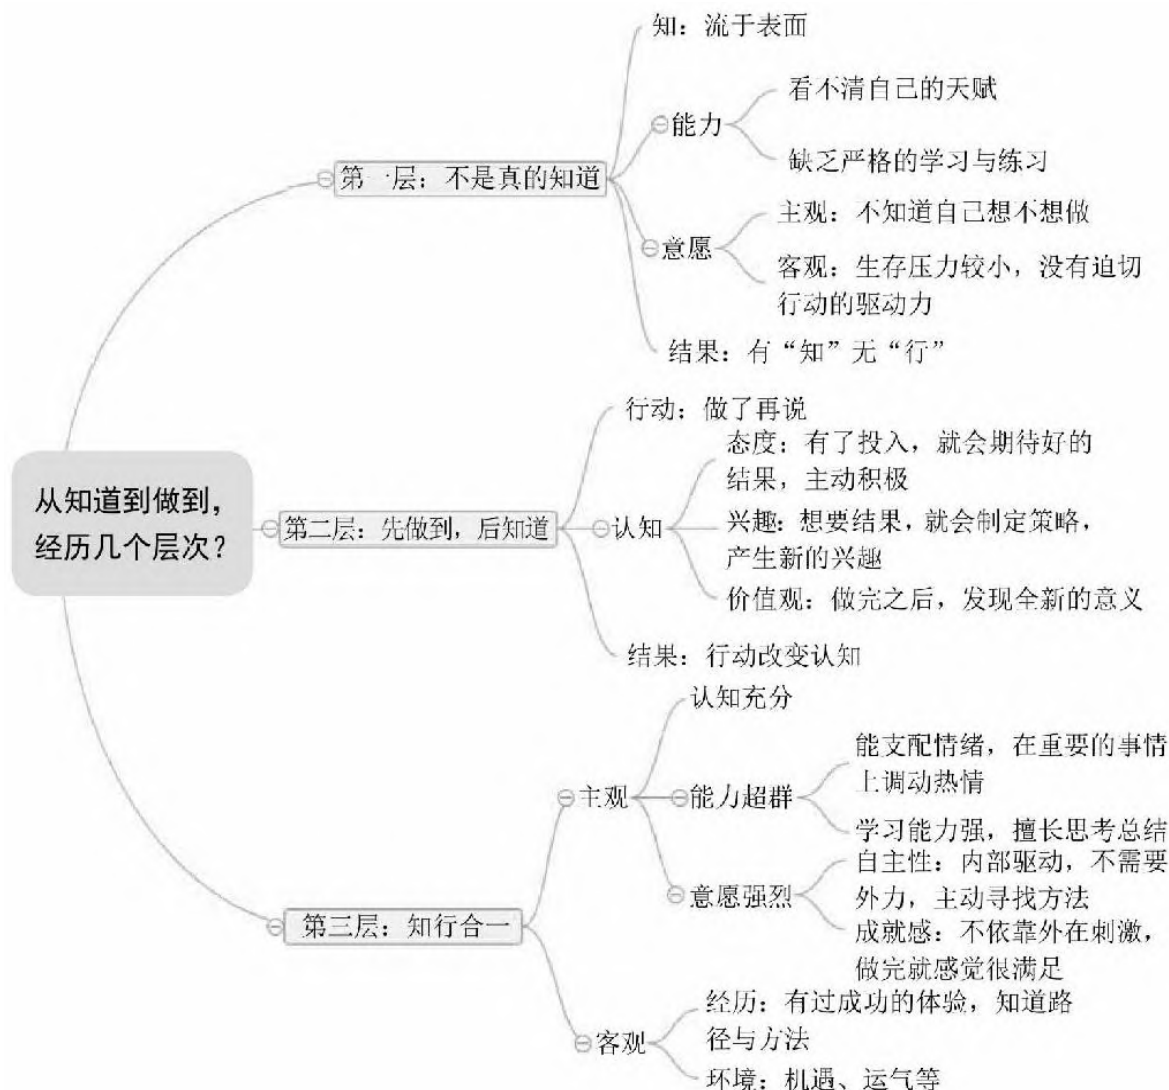 从知道到做到，
经历几个层次？
第一层：不是真的知道
知：流于表面
能力
看不清自己的天赋
缺乏严格的学习与练习
意愿
主观：不知道自己想不想做
客观：生存压力较小，没有迫切
行动的驱动力
结果：有“知”无“行”
第二层：先做到，后知道
行动：做了再说
认知
态度：有了投入，就会期待好的
结果，主动积极
兴趣：想要结果，就会制定策略，
产生新的兴趣
价值观：做完之后，发现全新的意义
结果：行动改变认知
第三层：知行合一
主观
认知充分
能力超群
能支配情绪，在重要的事情
上调动热情
学习能力强，擅长思考总结
意愿强烈
自主性：内部驱动，不需要
外力，主动寻找方法
成就感：不依靠外在刺激，
做完就感觉很满足
客观
经历：有过成功的体验，知道路
径与方法
环境：机遇、运气等